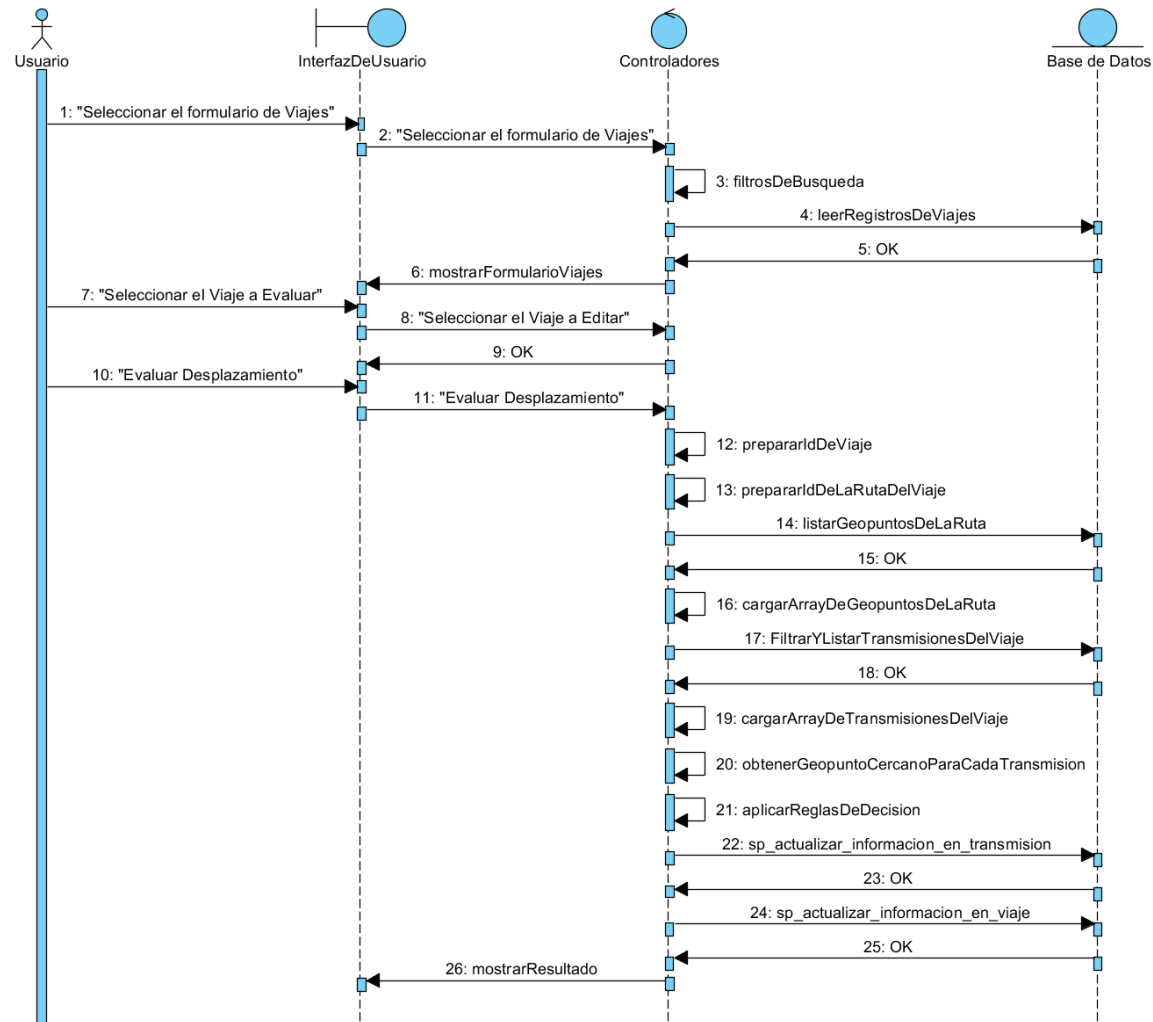 Usuario
InterfazDeUsuario
Controladores
Base de Datos
1: "Seleccionar el formulario de Viajes"
2: "Seleccionar el formulario de Viajes"
3: filtrosDeBusqueda
4: leerRegistrosDeViajes
5: OK
6: mostrarFormularioViajes
7: "Seleccionar el Viaje a Evaluar"
8: "Seleccionar el Viaje a Editar"
9: OK
10: "Evaluar Desplazamiento"
11: "Evaluar Desplazamiento"
12: prepararIdDeViaje
13: prepararIdDeLaRutaDelViaje
14: listarGeopuntosDeLaRuta
15: OK
16: cargarArrayDeGeopuntosDeLaRuta
17: FiltrarYListarTransmisionesDelViaje
18: OK
19: cargarArrayDeTransmisionesDelViaje
20: obtenerGeopuntoCercanoParaCadaTransmision
21: aplicarReglasDeDecision
22: sp_actualizar_informacion_en_transmision
23: OK
24: sp_actualizar_informacion_en_viaje
25: OK
26: mostrarResultado